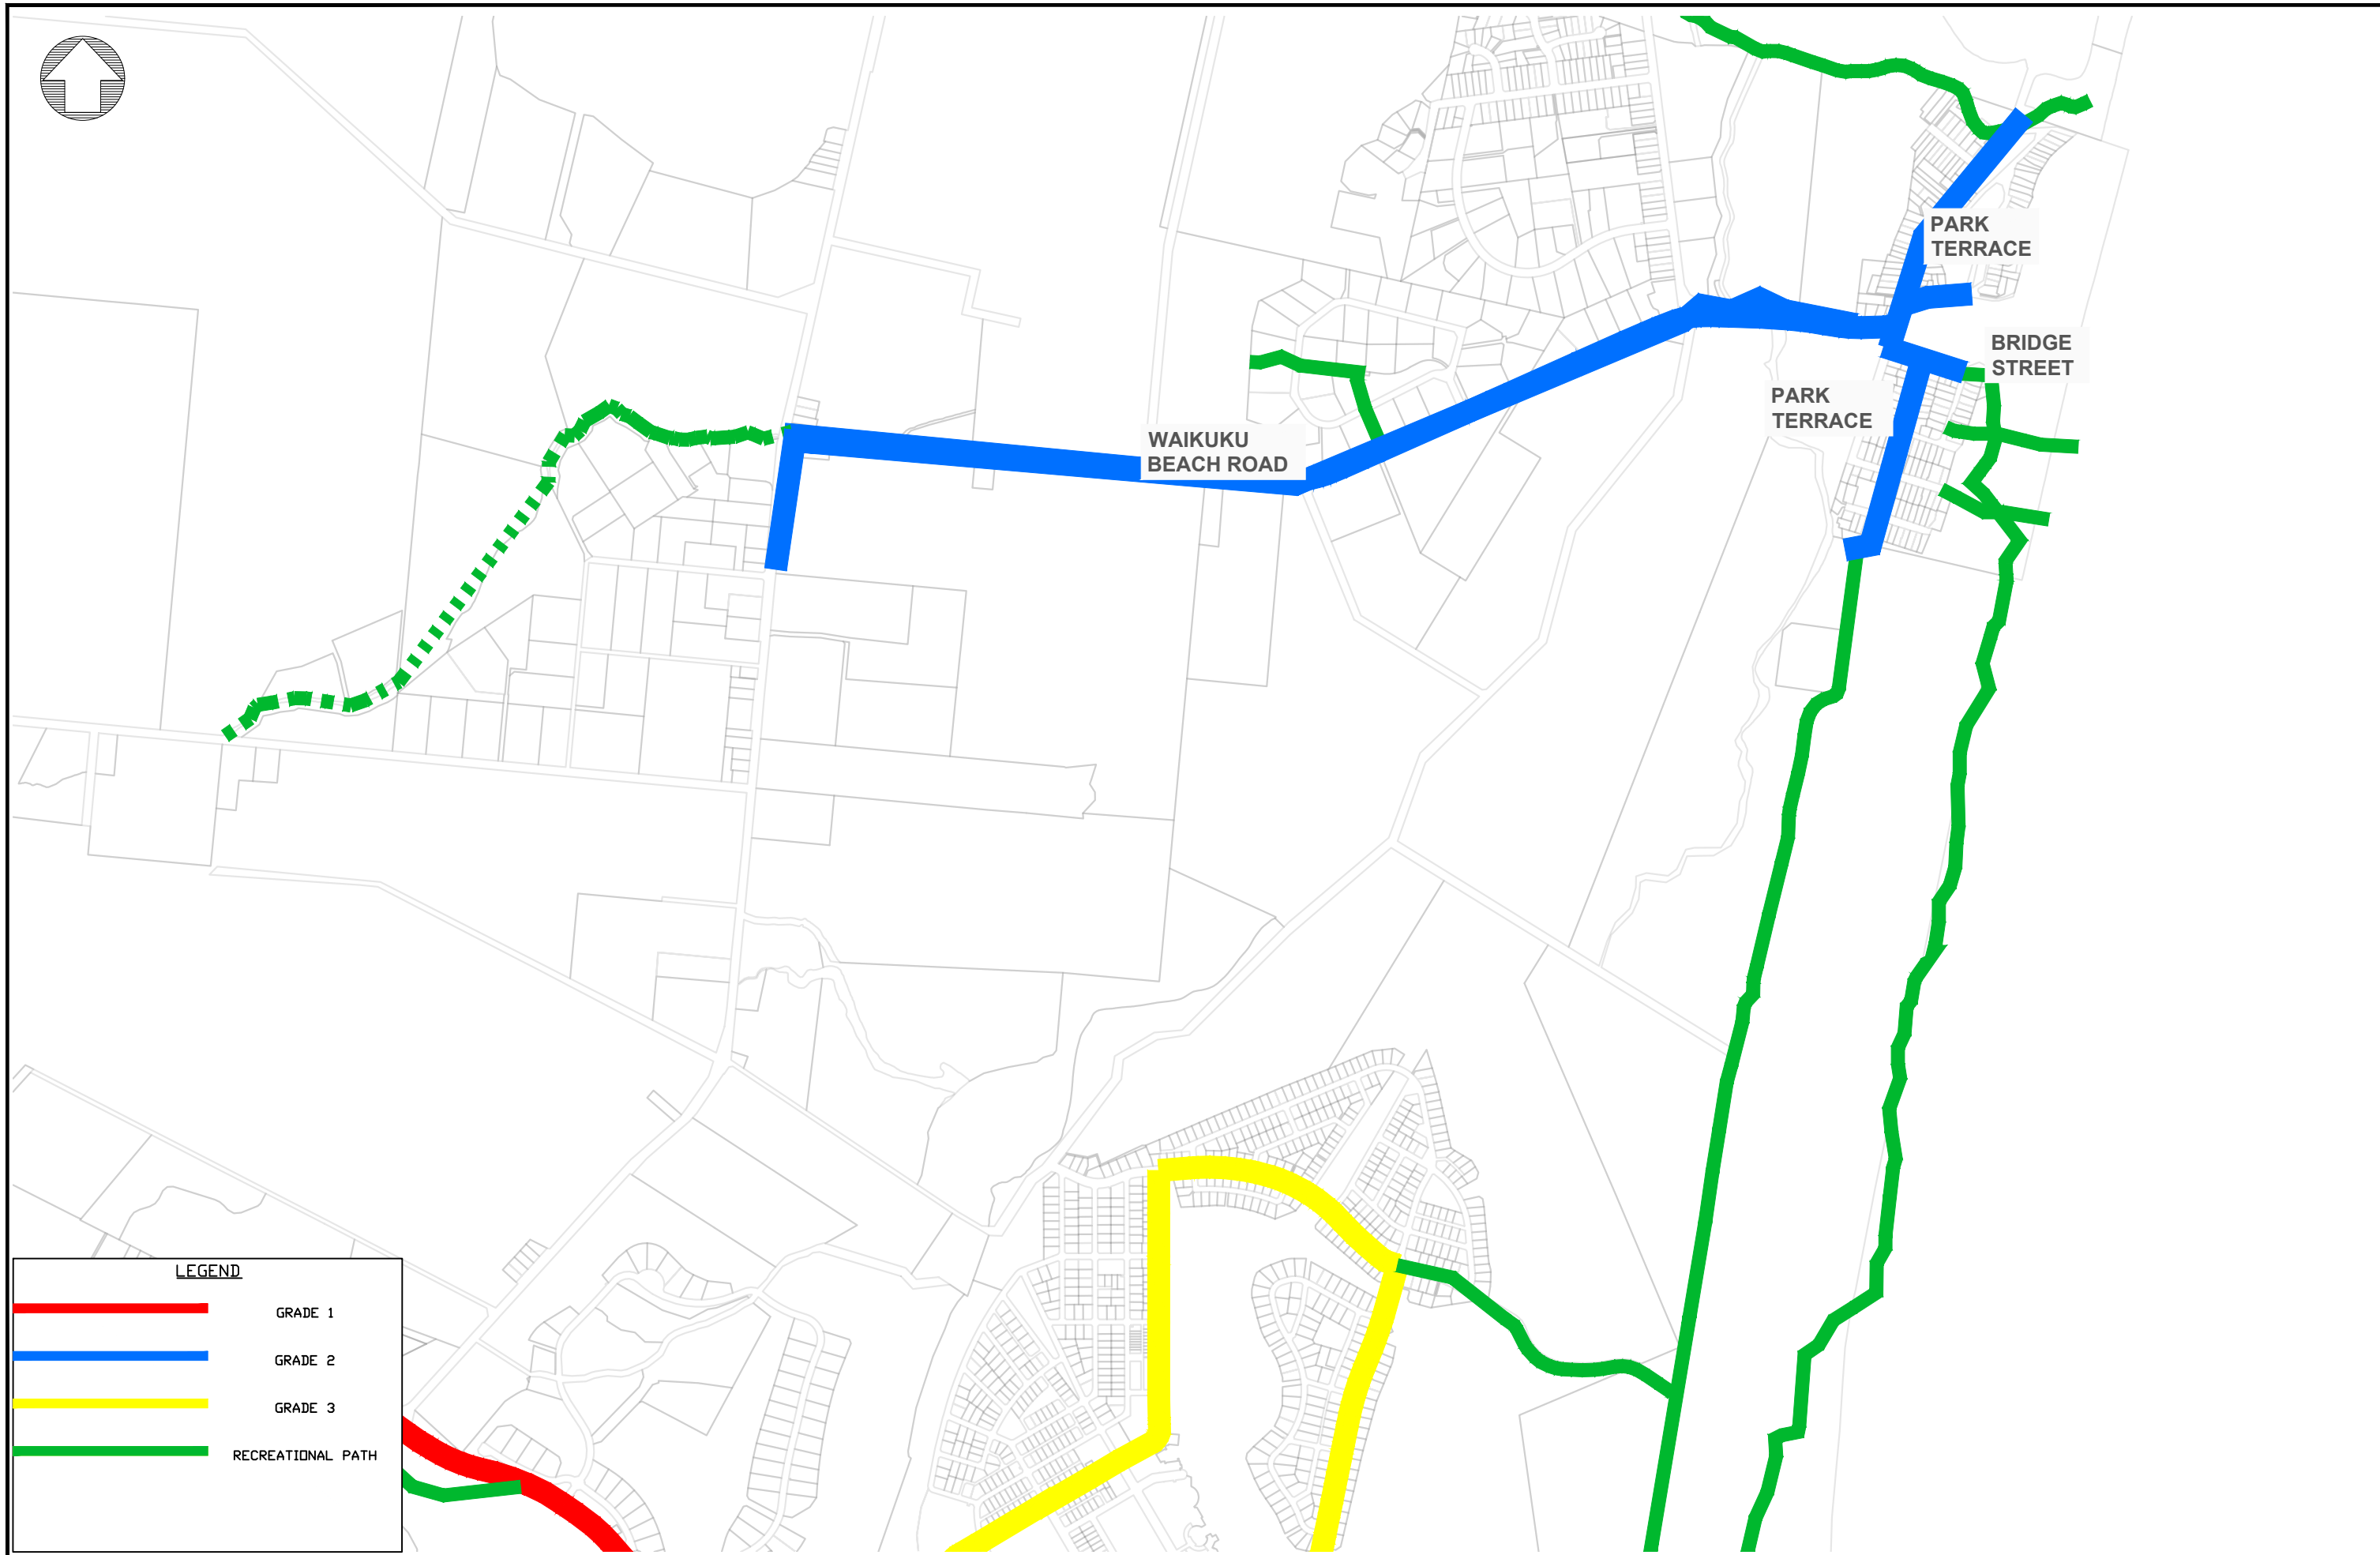 PARK
TERRACE
BRIDGE
STREET
PARK
TERRACE
WAIKUKU
BEACH ROAD
LEGEND
GRADE 1
GRADE 2
GRADE 3
RECREATIONAL PATH